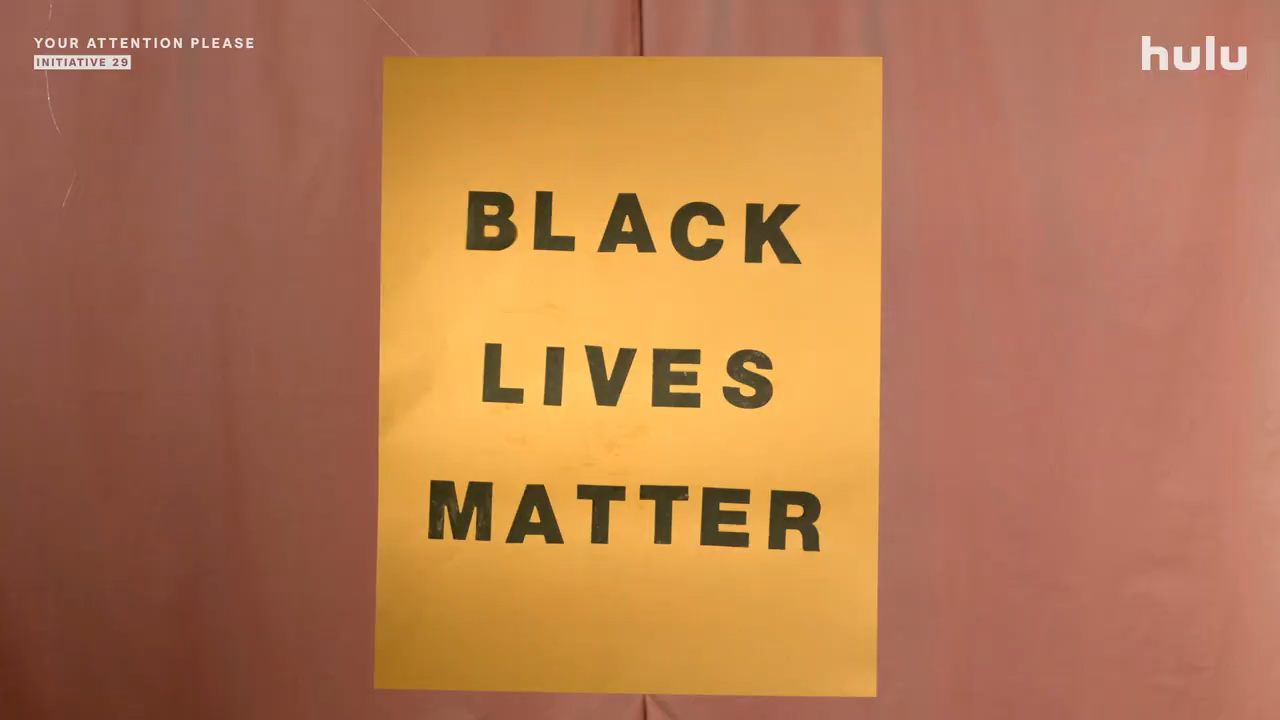 YOUR ATTENTION PLEASE
INITIATIVE 29
hulu
BLACK
LIVES
MATTER